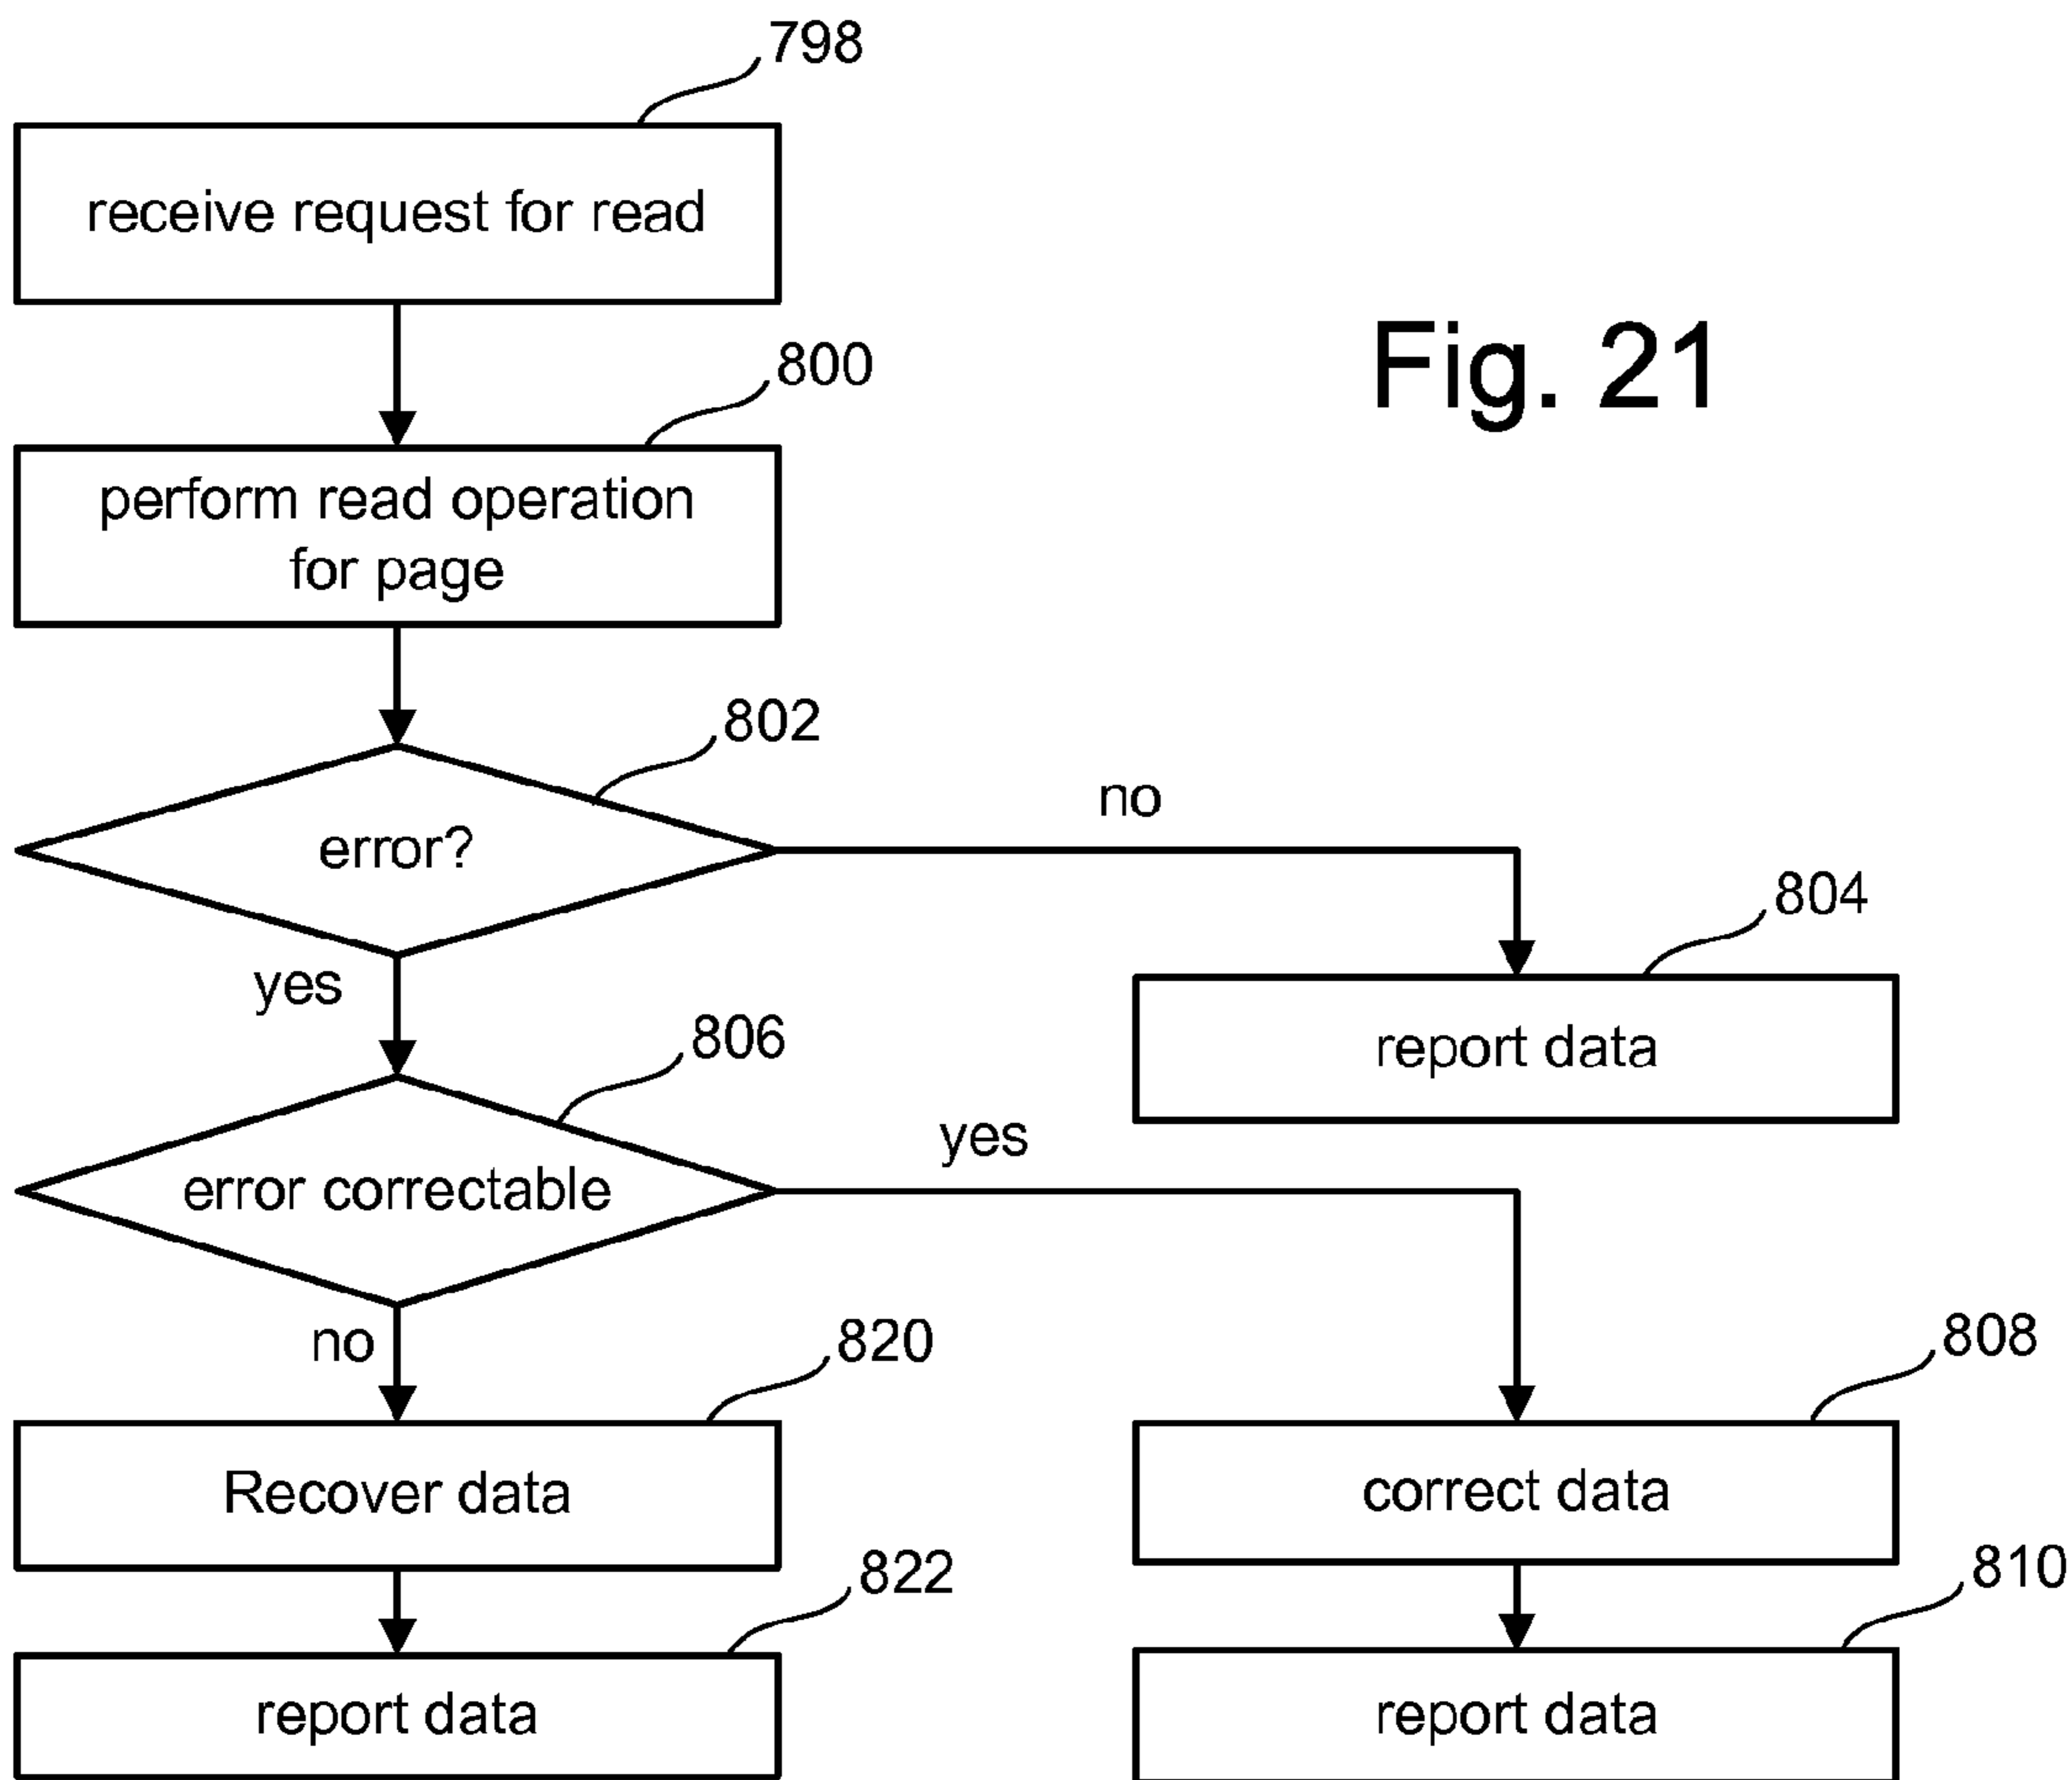 798
receive request for read
Fig. 21
800
perform read operation
for page
802
error?
no
804
report data
yes
806
error correctable
yes
808
correct data
810
report data
no
820
Recover data
822
report data